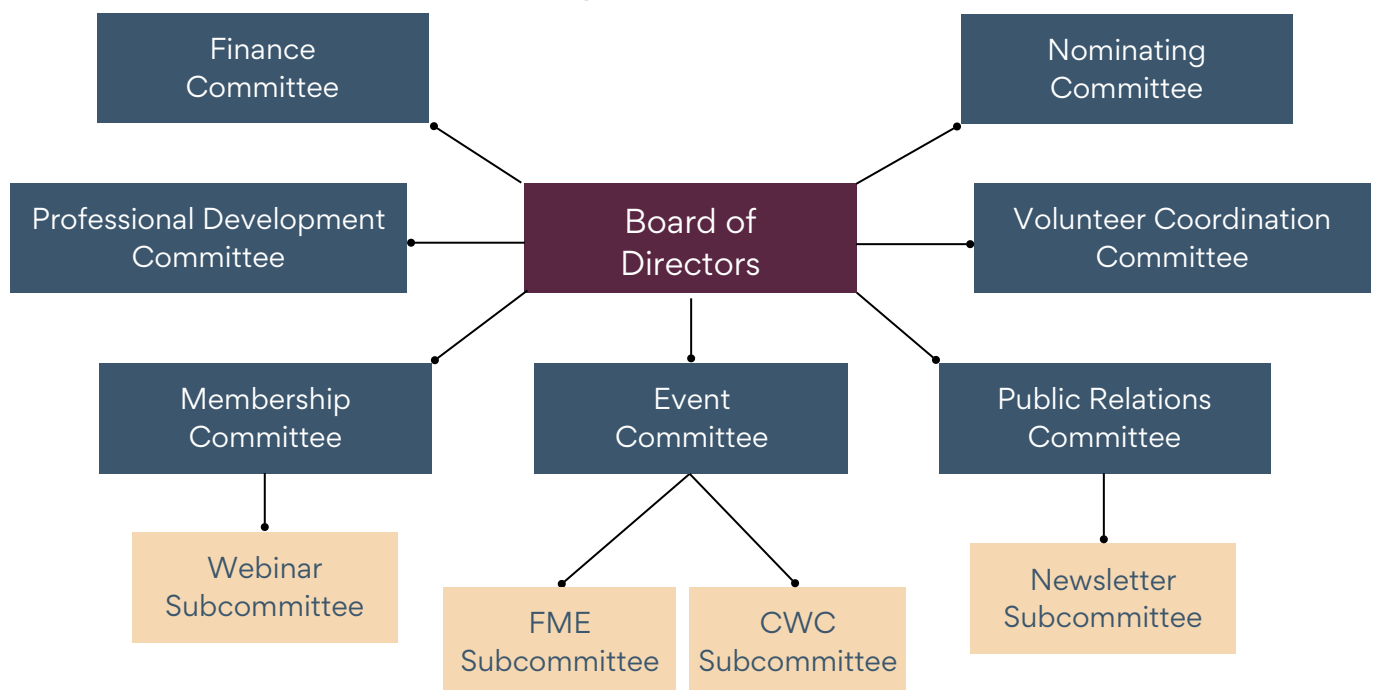 Finance
Committee
Nominating
Committee
Professional Development
Committee
Board of
Directors
Volunteer Coordination
Committee
Membership
Committee
Event
Committee
Public Relations
Committee
Webinar
Subcommittee
FME
Subcommittee
CWC
Subcommittee
Newsletter
Subcommittee